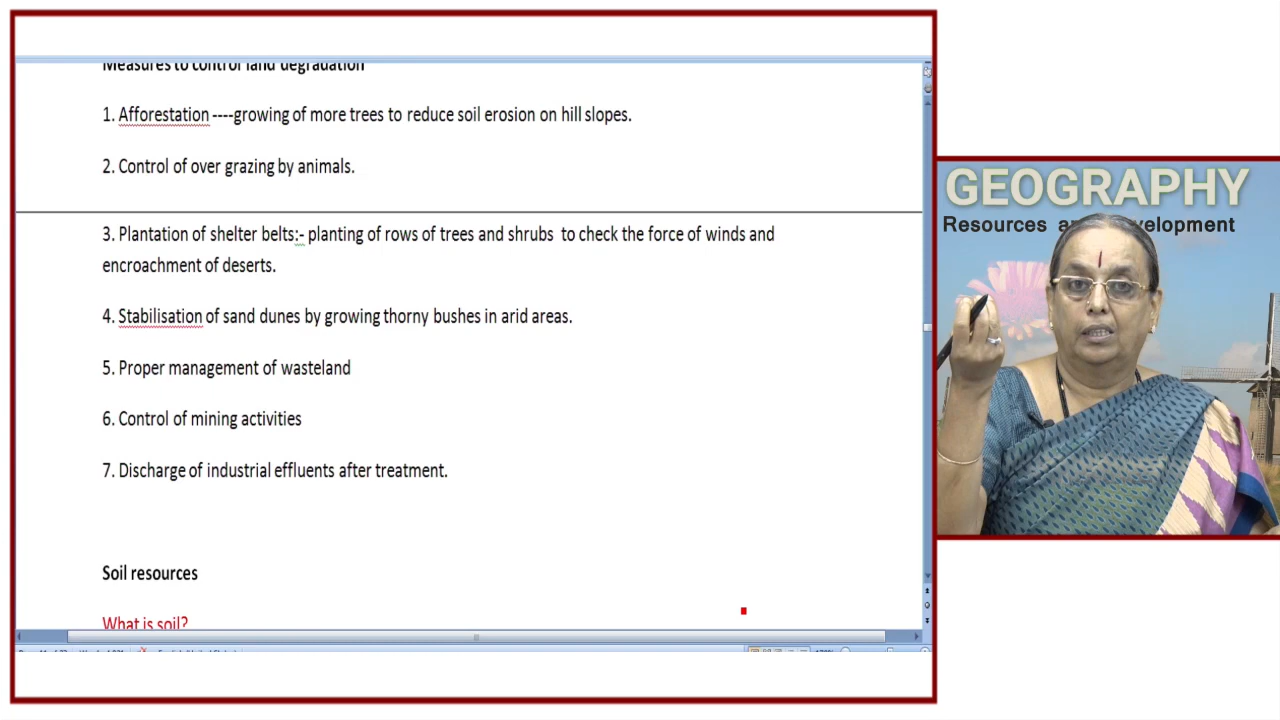 Measures to control land degradation
1. Afforestation ----growing of more trees to reduce soil erosion on hill slopes.
2. Control of over grazing by animals.
3. Plantation of shelter belts:- planting of rows of trees and shrubs to check the force of winds and
encroachment of deserts.
4. Stabilisation of sand dunes by growing thorny bushes in arid areas.
5. Proper management of wasteland
6. Control of mining activities
7. Discharge of industrial effluents after treatment.
Soil resources
What is soil?
GEOGRAPHY
Resources